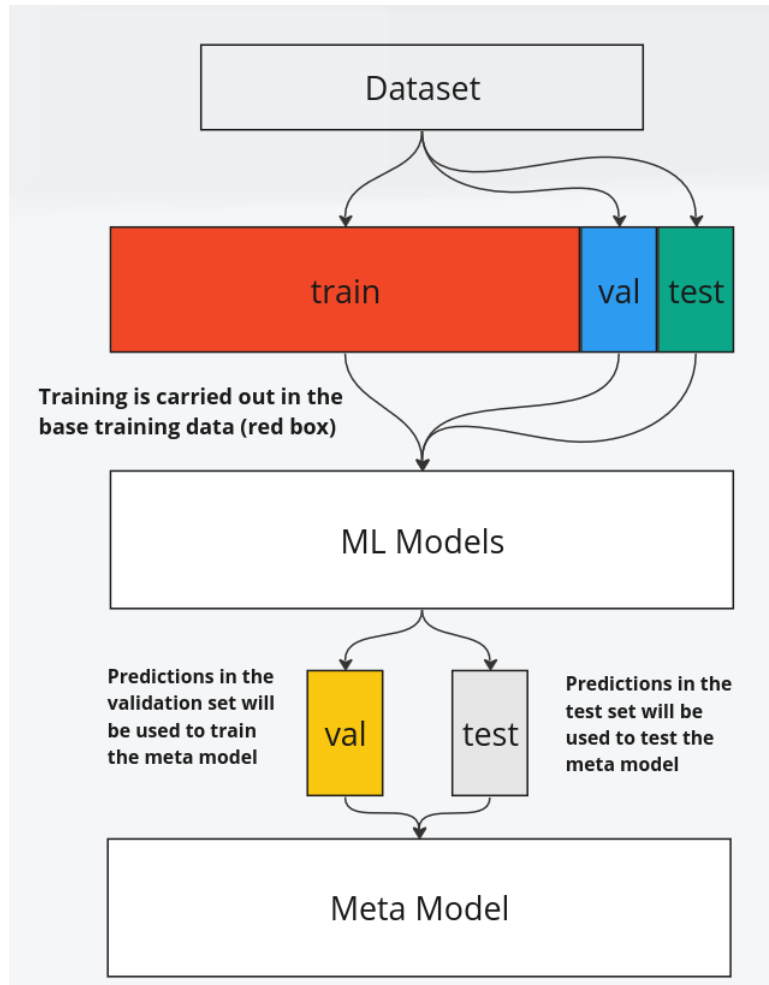 Dataset
train
val
test
Training is carried out in the
base training data (red box)
ML Models
Predictions in the
validation set will
be used to train
the meta model
val
test
Predictions in the
test set will be
used to test the
meta model
Meta Model